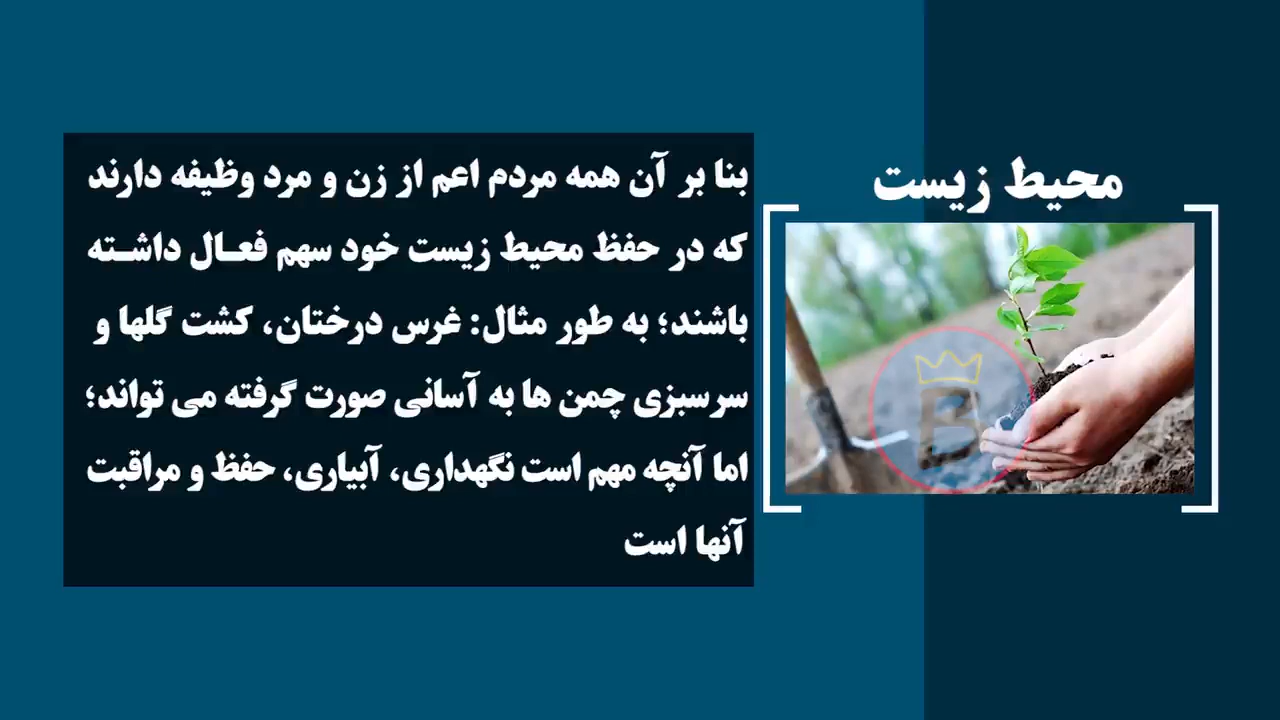 محیط زیست
بنا بر آن همه مردم اعم از زن و مرد وظیفه دارند
که در حفظ محیط زیست خود سهم فعـال داشـته
باشند؛ به طور مثال: غرس درختان، کشت گلها و
سرسبزی چمن ها به آسانی صورت گرفته می تواند؛
اما آنچه مهم است نگهداری، آبیاری، حفظ و مراقبت
آنها است
B